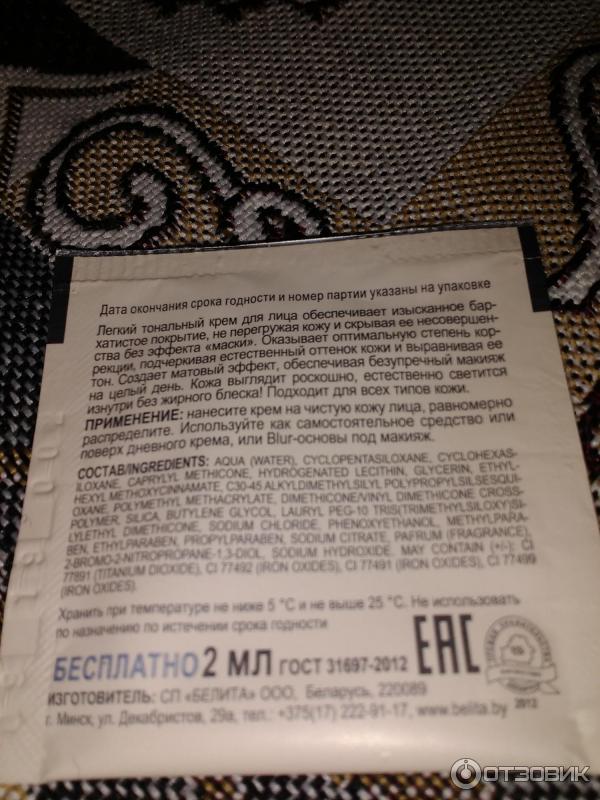 Дата окончания срока годности и номер партии указаны на упаковке
Легкий тональный крем для лица обеспечивает изысканное бар-
хатистое покрытие, не перегружая кожу и скрывая ее несовершен-
ства без эффекта «маски». Оказывает оптимальную степень кор-
рекции, подчеркивая естественный оттенок кожи и выравнивая ее
тон. Создает матовый эффект, обеспечивая безупречный макияж
на целый день. Кожа выглядит роскошно, естественно светится
изнутри без жирного блеска! Подходит для всех типов кожи.
ПРИМЕНЕНИЕ: нанесите крем на чистую кожу лица, равномерно
распределите. Используйте как самостоятельное средство или
поверх дневного крема, или Blur-основы под макияж.
СОСТАВ/INGREDIENTS: AQUA (WATER), CYCLOPENTASILOXANE, CYCLOHEXAS-
ILOXANE, CAPRYLYL METHICONE, HYDROGENATED LECITHIN, GLYCERIN, ETHYL-
HEXYL METHOXYCINNAMATE, C30-45 ALKYLDIMETHYLSILYL POLYPROPYLSILSESQUI-
OXANE, POLYMETHYL METHACRYLATE, DIMETHICONE/VINYL DIMETHICONE CROSS-
POLYMER, SILICA, BUTYLENE GLYCOL, LAURYL PEG-10 TRIS(TRIMETHYLSILOXY)SI-
LYLETHYL DIMETHICONE, SODIUM CHLORIDE, PHENOXYETHANOL, METHYLPARA-
BEN, ETHYLPARABEN, PROPYLPARABEN, SODIUM CITRATE, PAFRUM (FRAGRANCE),
2-BROMO-2-NITROPROPANE-1,3-DIOL, SODIUM HYDROXIDE. MAY CONTAIN (+/-): CI
77891 (TITANIUM DIOXIDE), CI 77492 (IRON OXIDES), CI 77491 (IRON OXIDES), CI 77499
(IRON OXIDES).
Хранить при температуре не ниже 5 °C и не выше 25 °C. Не использовать
по назначению по истечении срока годности
БЕСПЛАТНО 2 МЛ ГОСТ 31697-2012 EAC
ИЗГОТОВИТЕЛЬ: СП «БЕЛИТА» ООО, Беларусь, 220089
г. Минск, ул. Декабристов, 29а, тел.: +375(17) 222-91-17, www.belita.by
2012
ОТЗОВИК